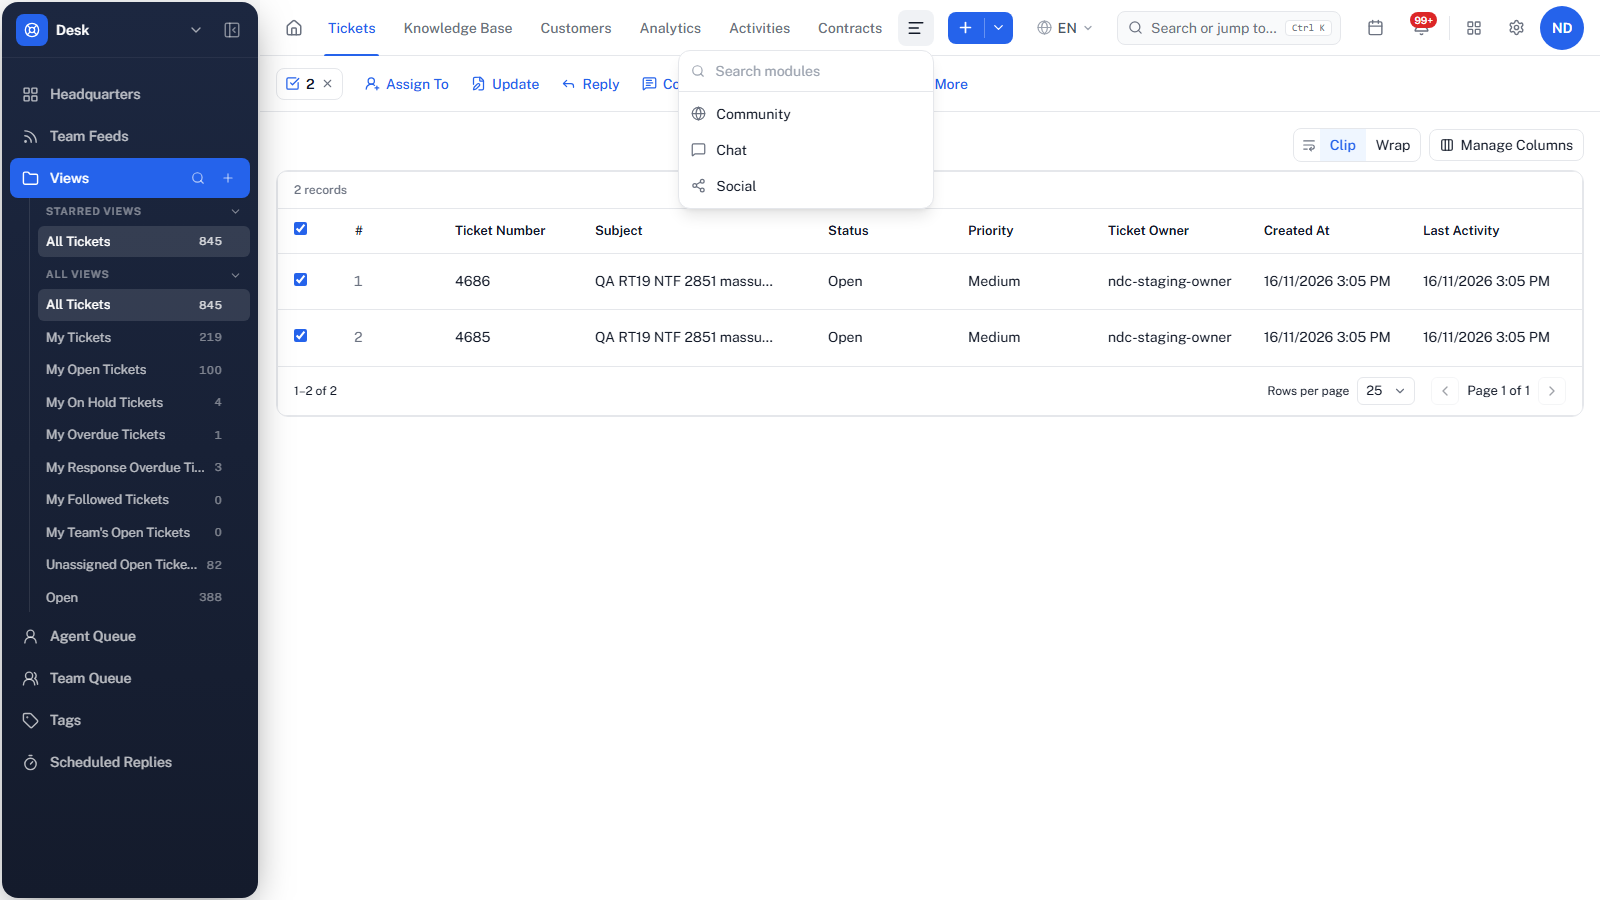 Desk
Headquarters
Team Feeds
Views
STARRED VIEWS
All Tickets 845
ALL VIEWS
All Tickets 845
My Tickets 219
My Open Tickets 100
My On Hold Tickets 4
My Overdue Tickets 1
My Response Overdue Ti... 3
My Followed Tickets 0
My Team's Open Tickets 0
Unassigned Open Ticke... 82
Open 388
Agent Queue
Team Queue
Tags
Scheduled Replies
Tickets Knowledge Base Customers Analytics Activities Contracts EN Search or jump to... Ctrl K 99+ ND
2 Assign To Update Reply Co More
Search modules
Community
Chat
Social
Clip Wrap Manage Columns
2 records
# Ticket Number Subject Status Priority Ticket Owner Created At Last Activity
1 4686 QA RT19 NTF 2851 massu... Open Medium ndc-staging-owner 16/11/2026 3:05 PM 16/11/2026 3:05 PM
2 4685 QA RT19 NTF 2851 massu... Open Medium ndc-staging-owner 16/11/2026 3:05 PM 16/11/2026 3:05 PM
1–2 of 2 Rows per page 25 Page 1 of 1